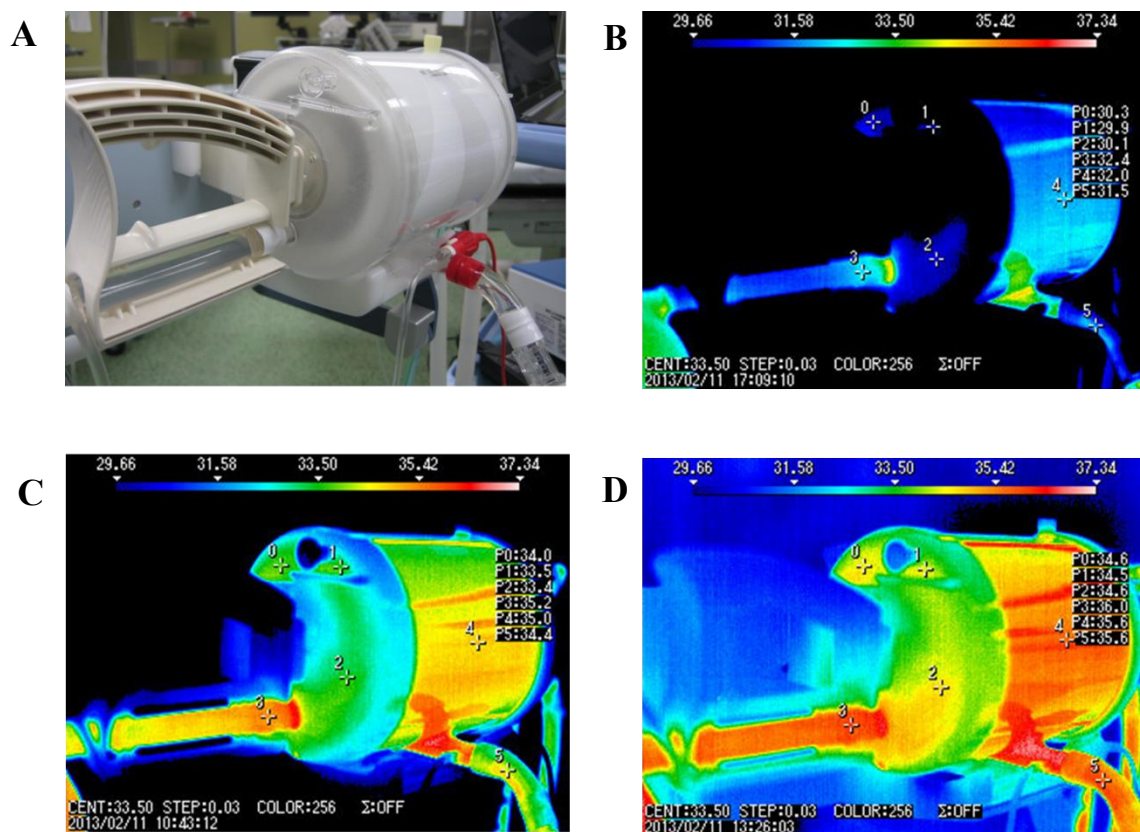 A
B
29.66 31.58 33.50 35.42 37.34
0
1
P0:30.3
P1:29.9
P2:30.1
P3:32.4
P4:32.0
P5:31.5
4
2
3
5
CENT:33.50 STEP:0.03 COLOR:256 Σ:OFF
2013/02/11 17:09:10
C
29.66 31.58 33.50 35.42 37.34
0
1
P0:34.0
P1:33.5
P2:33.4
P3:35.2
P4:35.0
P5:34.4
4
2
3
5
CENT:33.50 STEP:0.03 COLOR:256 Σ:OFF
2013/02/11 10:43:12
D
29.66 31.58 33.50 35.42 37.34
0
1
P0:34.6
P1:34.5
P2:34.6
P3:36.0
P4:35.6
P5:35.6
4
2
3
5
CENT:33.50 STEP:0.03 COLOR:256 Σ:OFF
2013/02/11 13:26:03